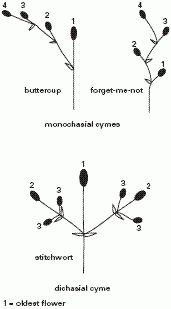 4 3 2 1
4
3
2
1
buttercup forget-me-not
monochasial cymes
1
2 3 3 2
3 3
stitchwort
dichasial cyme
1 = oldest flower